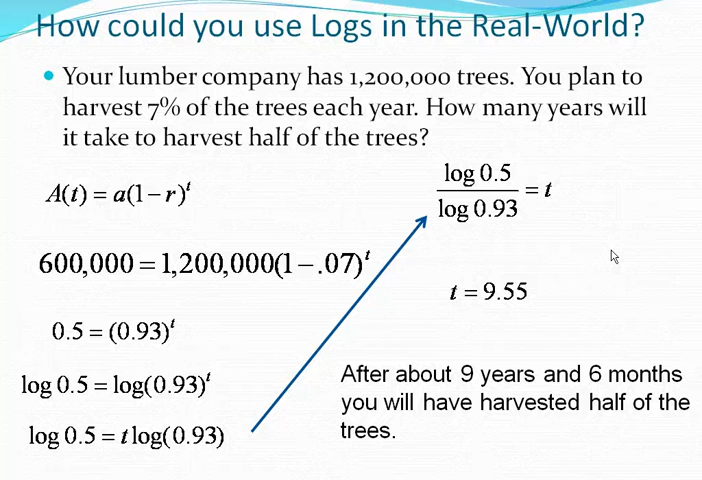 How could you use Logs in the Real-World?
Your lumber company has 1,200,000 trees. You plan to
harvest 7% of the trees each year. How many years will
it take to harvest half of the trees?
A(t) = a(1 − r)^t
600,000 = 1,200,000(1 − .07)^t
0.5 = (0.93)^t
log 0.5 = log(0.93)^t
log 0.5 = t log(0.93)
log 0.5
log 0.93
= t
t = 9.55
After about 9 years and 6 months
you will have harvested half of the
trees.